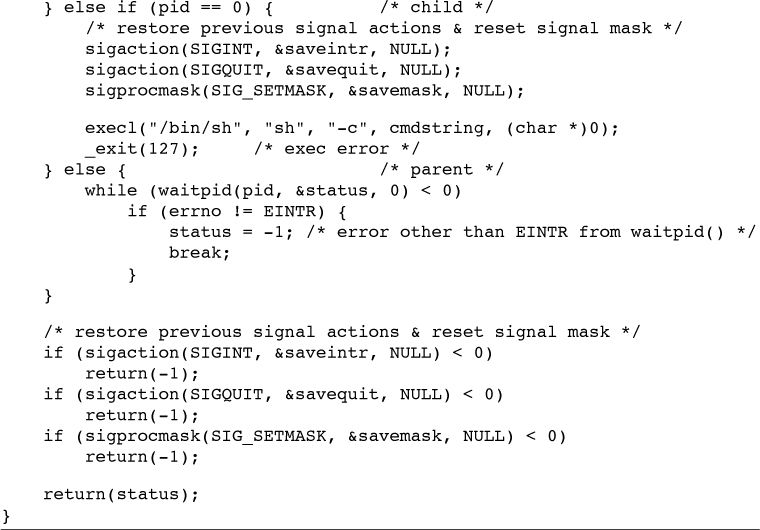 } else if (pid == 0) {          /* child */
    /* restore previous signal actions & reset signal mask */
    sigaction(SIGINT, &saveintr, NULL);
    sigaction(SIGQUIT, &savequit, NULL);
    sigprocmask(SIG_SETMASK, &savemask, NULL);

    execl("/bin/sh", "sh", "-c", cmdstring, (char *)0);
    _exit(127);     /* exec error */
} else {                        /* parent */
    while (waitpid(pid, &status, 0) < 0)
        if (errno != EINTR) {
            status = -1; /* error other than EINTR from waitpid() */
            break;
        }
}

/* restore previous signal actions & reset signal mask */
if (sigaction(SIGINT, &saveintr, NULL) < 0)
    return(-1);
if (sigaction(SIGQUIT, &savequit, NULL) < 0)
    return(-1);
if (sigprocmask(SIG_SETMASK, &savemask, NULL) < 0)
    return(-1);

return(status);
}